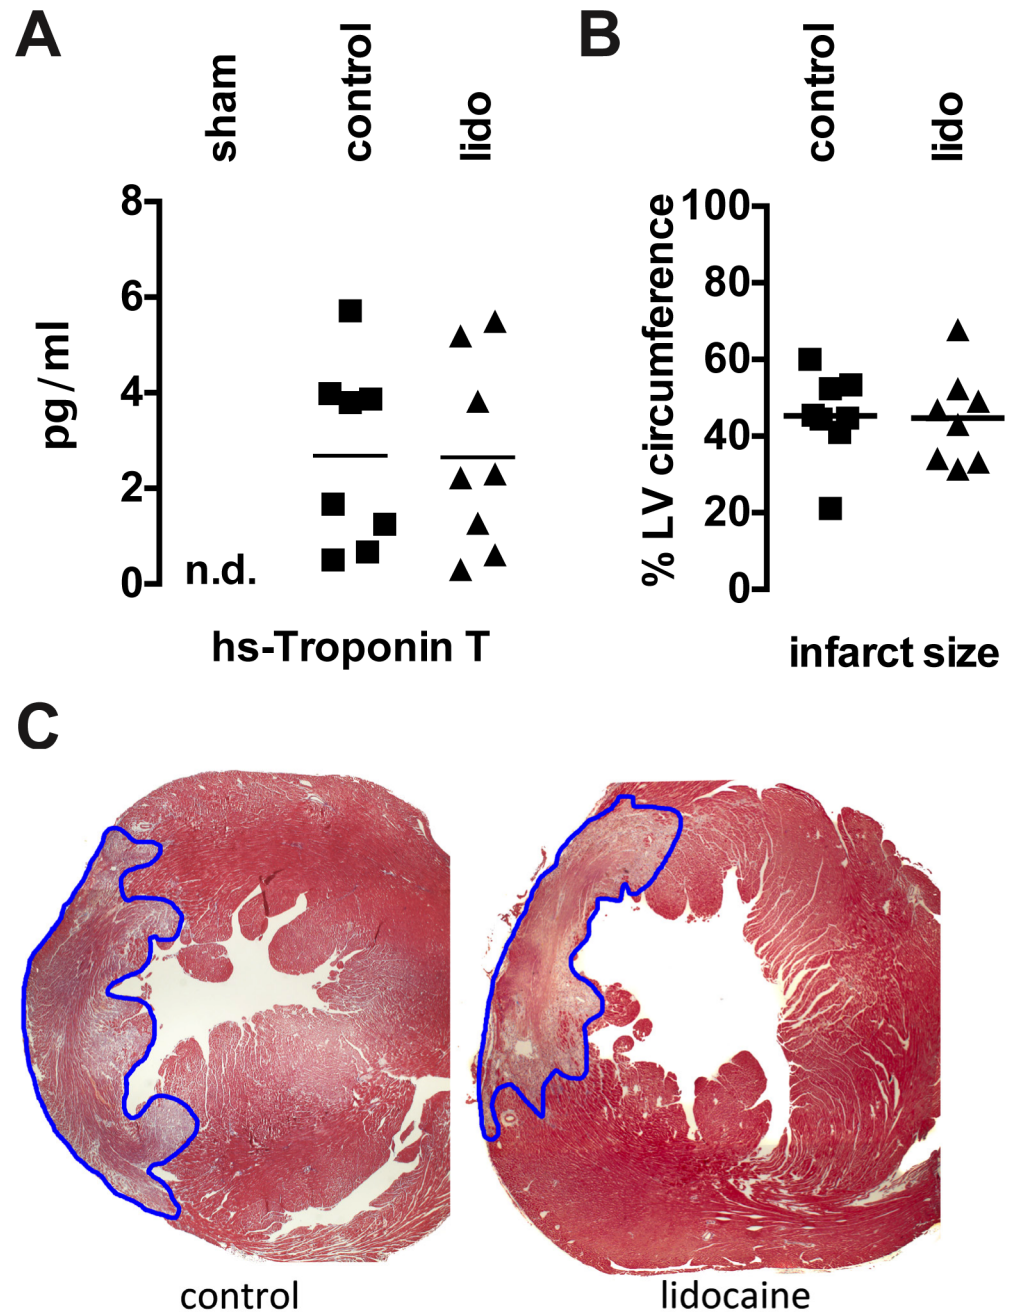 A
B
sham
control
lido
control
lido
8
6
4
2
0
pg/ml
n.d.
hs-Troponin T
100
80
60
40
20
0
% LV circumference
infarct size
C
control
lidocaine